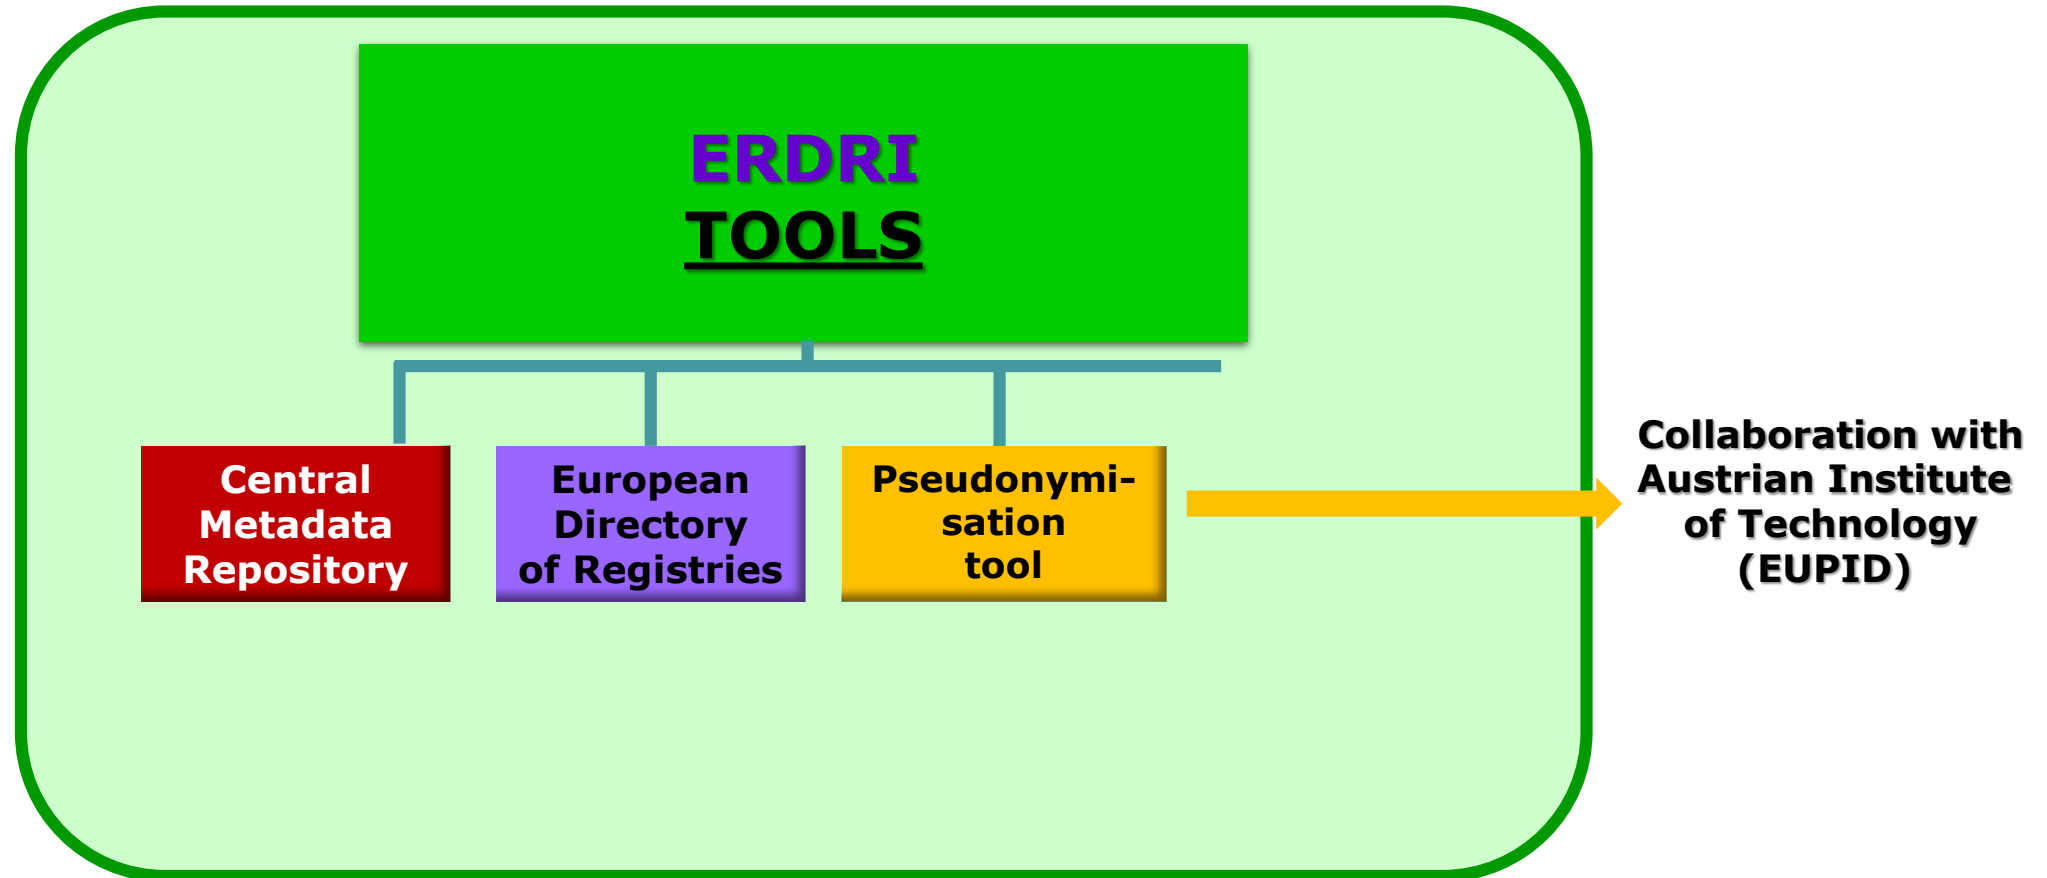 ERDRI
TOOLS
Central
Metadata
Repository
European
Directory
of Registries
Pseudonymi-
sation
tool
Collaboration with
Austrian Institute
of Technology
(EUPID)